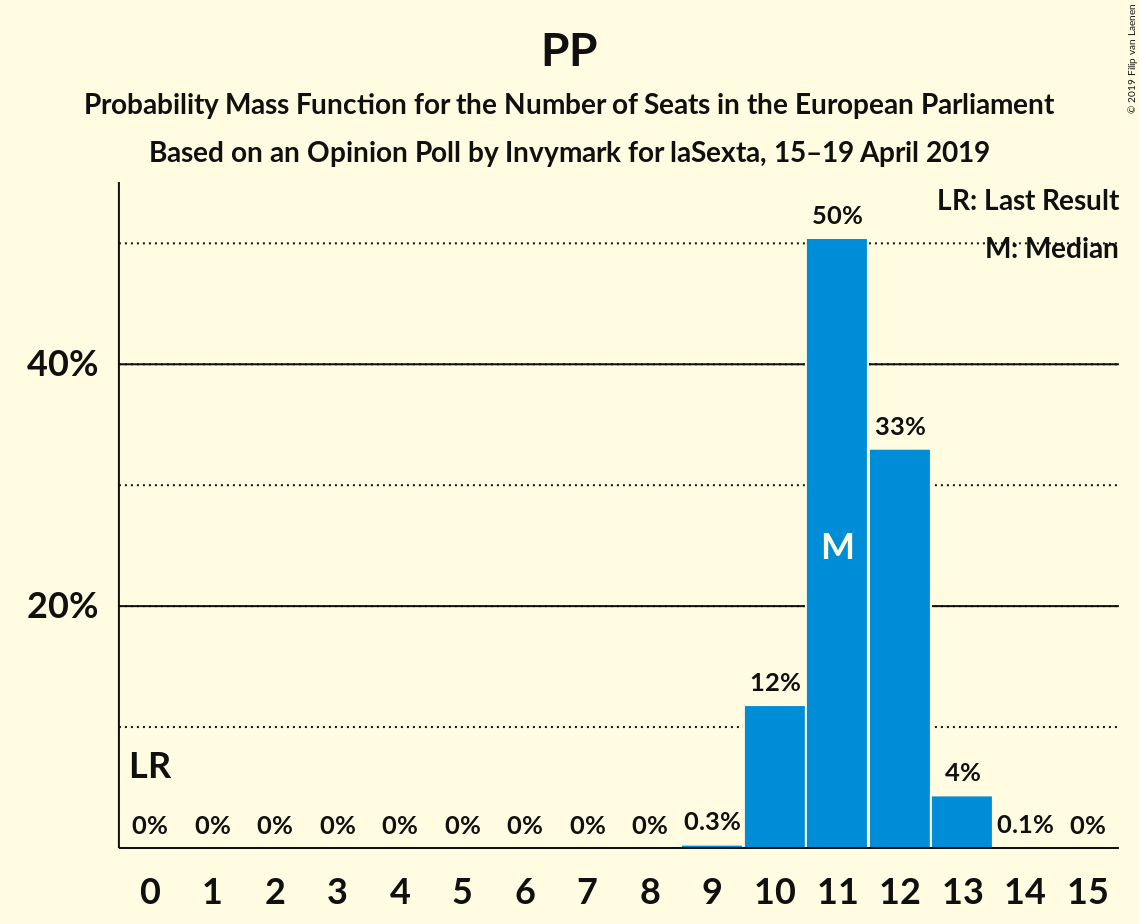 PP
Probability Mass Function for the Number of Seats in the European Parliament
Based on an Opinion Poll by Invymark for laSexta, 15–19 April 2019
© 2019 Filip van Laenen
LR: Last Result
M: Median
50%
40%
33%
M
20%
12%
LR
4%
0% 0% 0% 0% 0% 0% 0% 0% 0% 0.3% 0.1% 0%
0 1 2 3 4 5 6 7 8 9 10 11 12 13 14 15